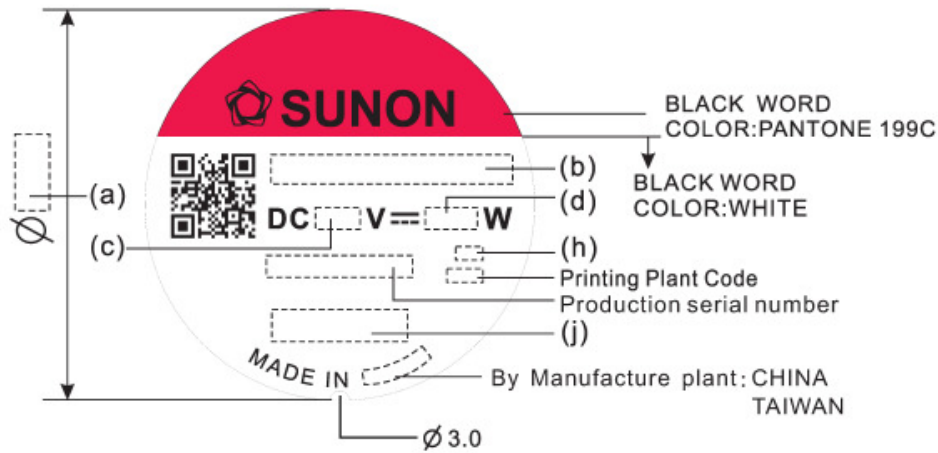 SUNON
BLACK WORD
COLOR:PANTONE 199C
BLACK WORD
COLOR:WHITE
(a)
(b)
(c)
DC V W
(d)
(h)
Printing Plant Code
Production serial number
(j)
MADE IN
By Manufacture plant: CHINA
TAIWAN
Ø
Ø 3.0